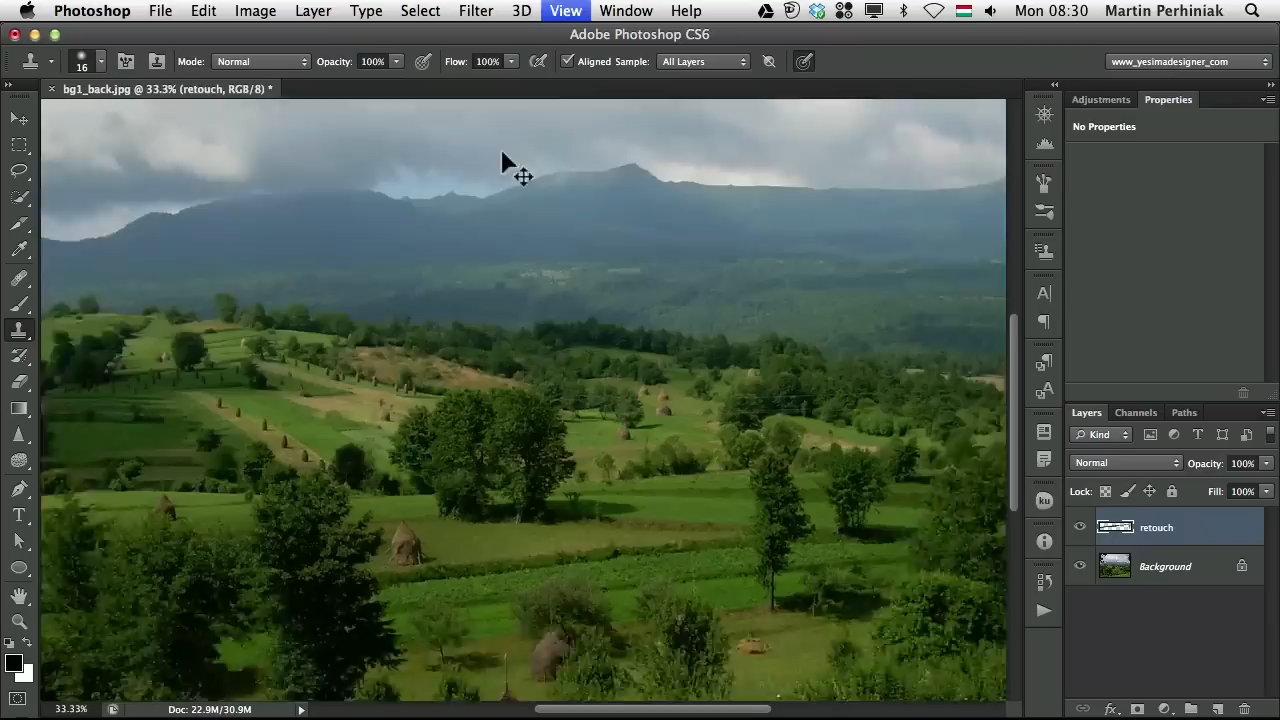 Photoshop File Edit Image Layer Type Select Filter 3D View Window Help Mon 08:30 Martin Perhiniak
Adobe Photoshop CS6
16 Mode: Normal Opacity: 100% Flow: 100% Aligned Sample: All Layers www_yesimadesigner_com
× bg1_back.jpg @ 33.3% (retouch, RGB/8) *
Adjustments Properties
No Properties
Layers Channels Paths
Kind
Normal Opacity: 100%
Lock: Fill: 100%
retouch
Background
ku
33.33% Doc: 22.9M/30.9M